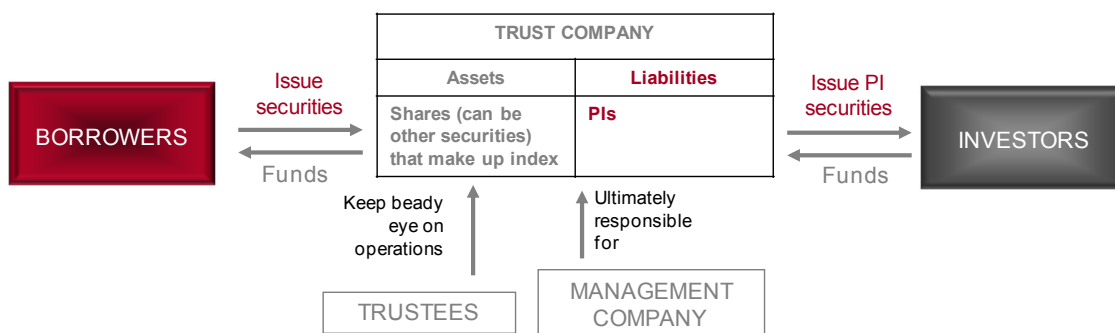 TRUST COMPANY
Assets
Liabilities
Shares (can be
other securities)
that make up index
PIs
BORROWERS
Issue
securities
Funds
Issue PI
securities
Funds
INVESTORS
Keep beady
eye on
operations
Ultimately
responsible
for
TRUSTEES
MANAGEMENT
COMPANY